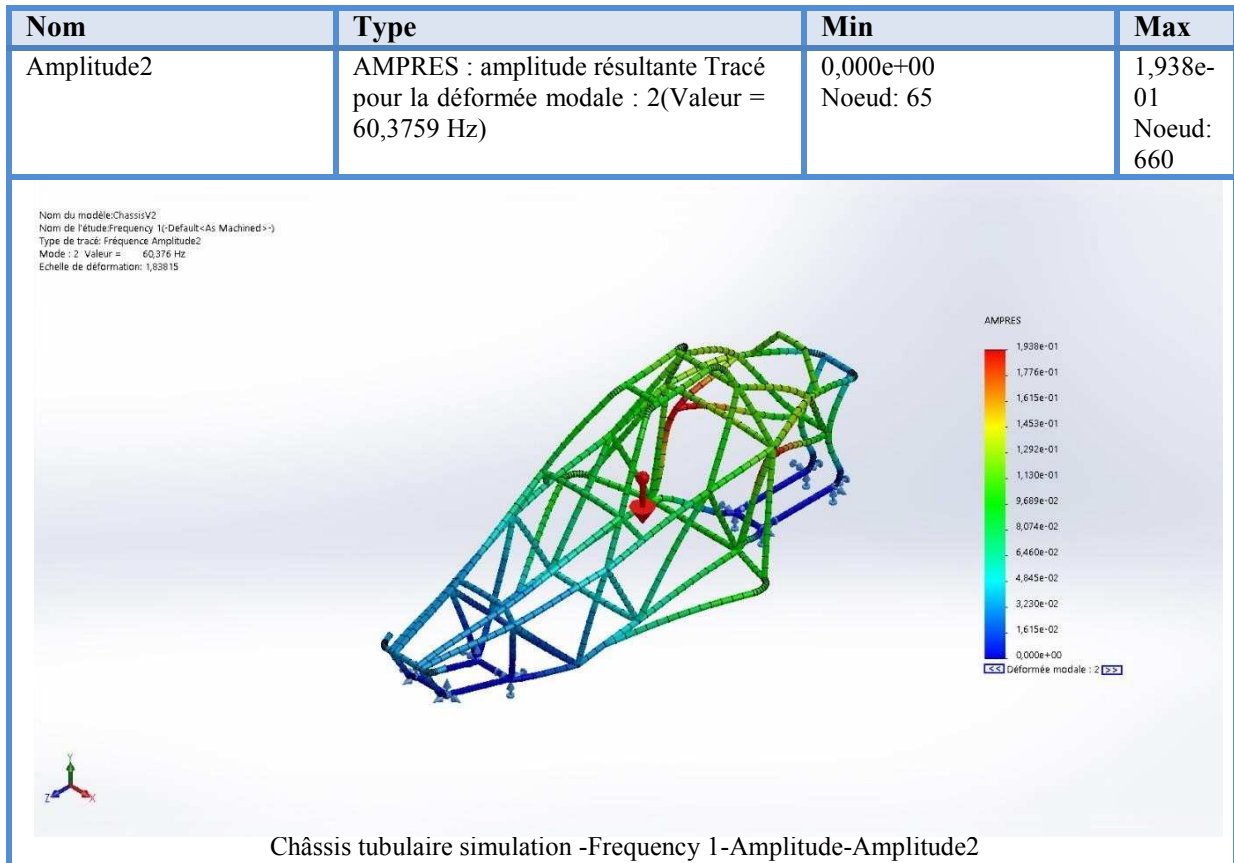 Nom Type Min Max
Amplitude2 AMPRES : amplitude résultante Tracé 0,000e+00 1,938e-
pour la déformée modale : 2(Valeur = Noeud: 65 01
60,3759 Hz) Noeud:
660
Nom du modèle:ChassisV2
Nom de l'étude:Frequency 1(-Default<As Machined>-)
Type de tracé: Fréquence Amplitude2
Mode : 2 Valeur = 60,376 Hz
Echelle de déformation: 1,83815
AMPRES
1,938e-01
1,776e-01
1,615e-01
1,453e-01
1,292e-01
1,130e-01
9,689e-02
8,074e-02
6,460e-02
4,845e-02
3,230e-02
1,615e-02
0,000e+00
<< Déformée modale : 2 >>
Y
Z X
Châssis tubulaire simulation -Frequency 1-Amplitude-Amplitude2